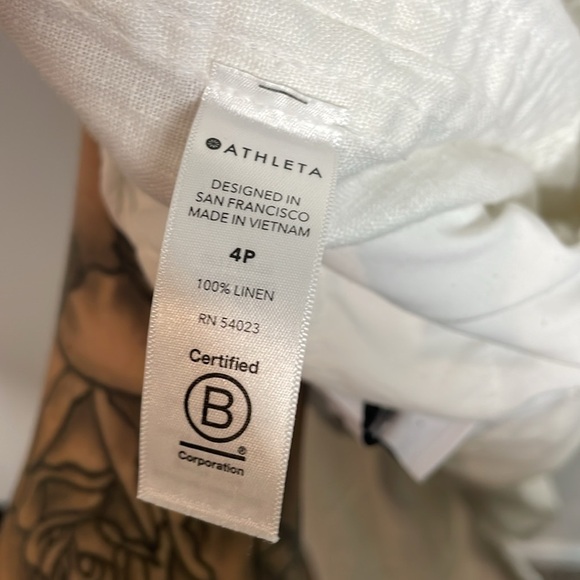 ATHLETA
DESIGNED IN
SAN FRANCISCO
MADE IN VIETNAM
4P
100% LINEN
RN 54023
Certified
B
®
Corporation